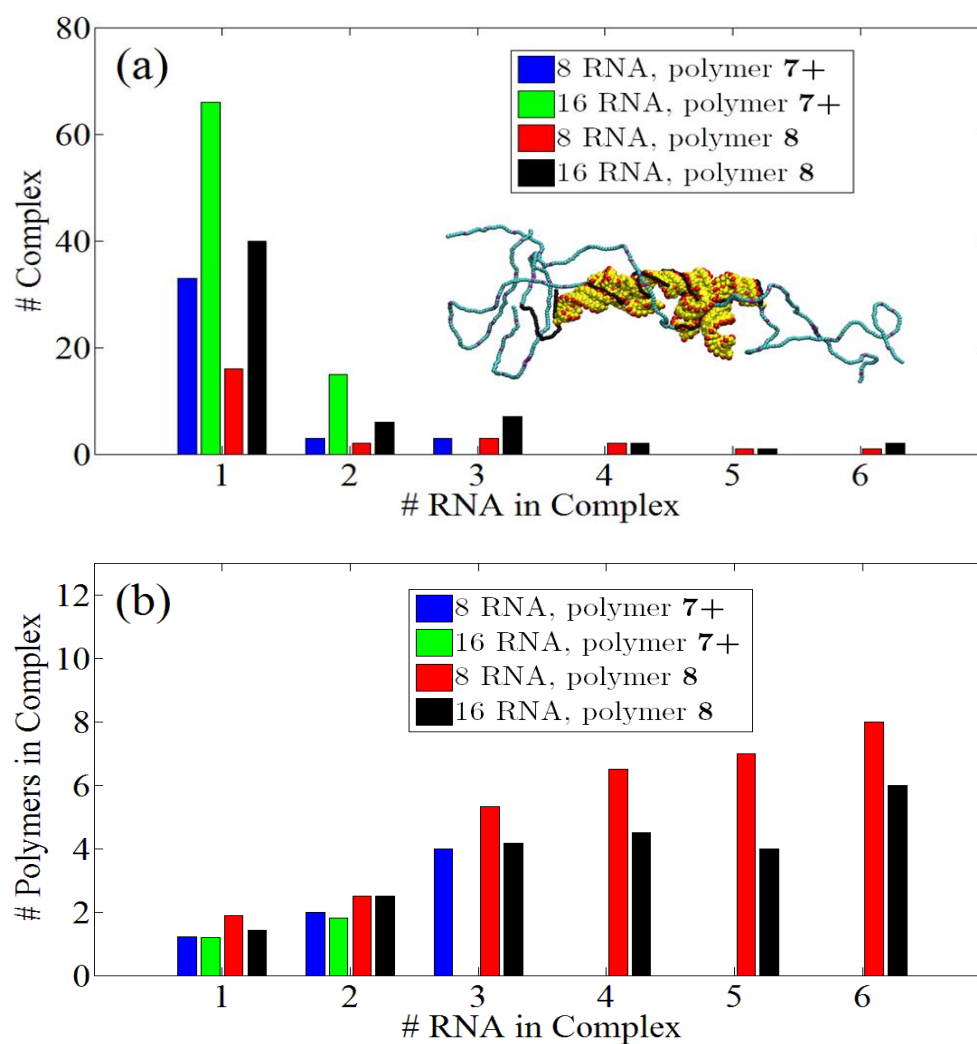 (a)
80
60
40
20
0
# Complex
8 RNA, polymer 7+
16 RNA, polymer 7+
8 RNA, polymer 8
16 RNA, polymer 8
1 2 3 4 5 6
# RNA in Complex
(b)
12
10
8
6
4
2
0
# Polymers in Complex
8 RNA, polymer 7+
16 RNA, polymer 7+
8 RNA, polymer 8
16 RNA, polymer 8
1 2 3 4 5 6
# RNA in Complex